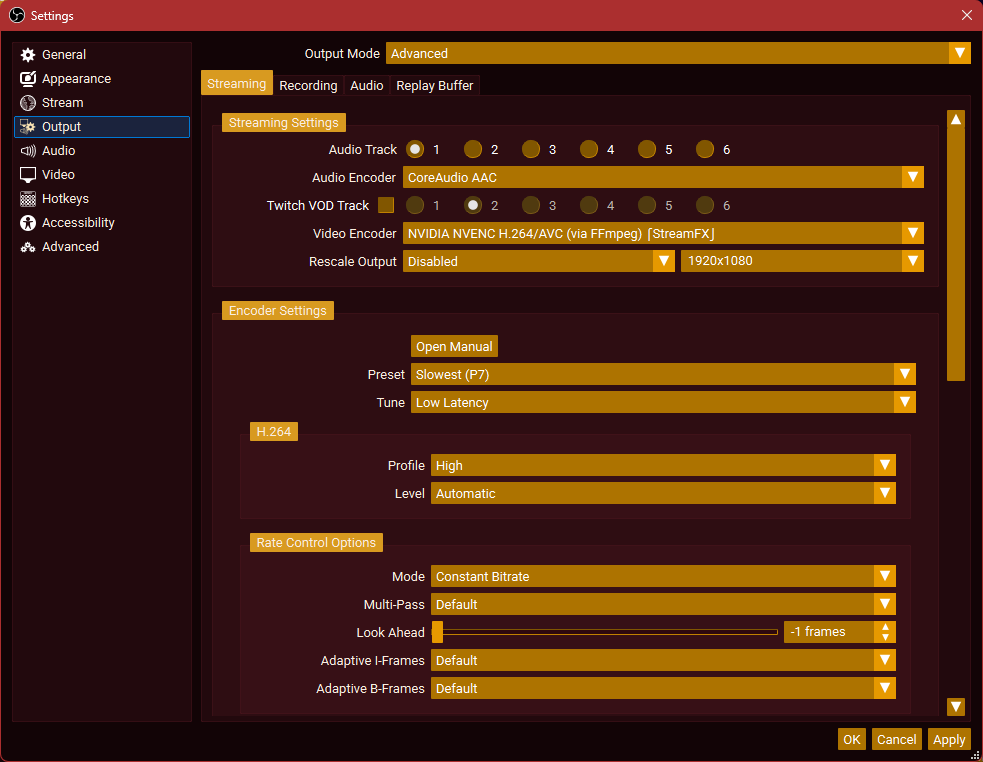 Settings
General
Appearance
Stream
Output
Audio
Video
Hotkeys
Accessibility
Advanced
Output Mode Advanced
Streaming Recording Audio Replay Buffer
Streaming Settings
Audio Track 1 2 3 4 5 6
Audio Encoder CoreAudio AAC
Twitch VOD Track 1 2 3 4 5 6
Video Encoder NVIDIA NVENC H.264/AVC (via FFmpeg) ⌈StreamFX⌋
Rescale Output Disabled 1920x1080
Encoder Settings
Open Manual
Preset Slowest (P7)
Tune Low Latency
H.264
Profile High
Level Automatic
Rate Control Options
Mode Constant Bitrate
Multi-Pass Default
Look Ahead -1 frames
Adaptive I-Frames Default
Adaptive B-Frames Default
OK Cancel Apply